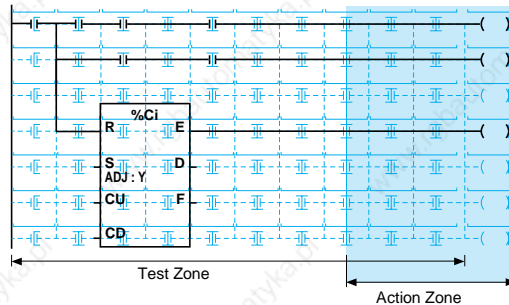 %Ci
R E
S D
ADJ : Y
CU F
CD
Test Zone
Action Zone